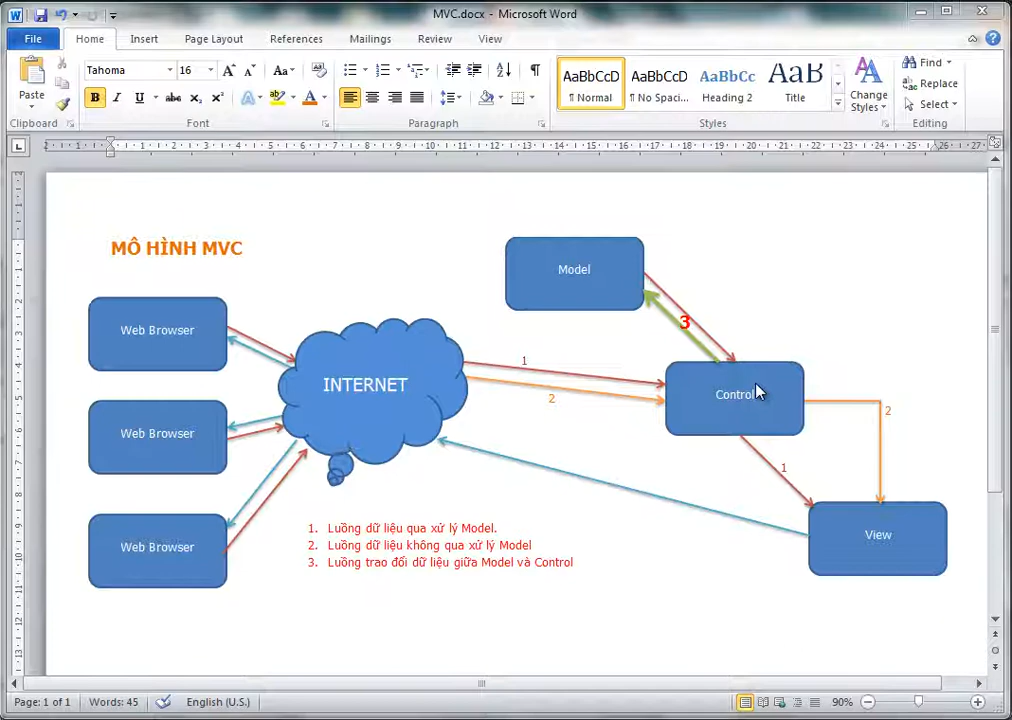 MVC.docx - Microsoft Word
File Home Insert Page Layout References Mailings Review View
Paste
Clipboard
Tahoma 16
Font
Paragraph
AaBbCcD AaBbCcD AaBbCc AaB
¶ Normal ¶ No Spaci... Heading 2 Title
Styles
Change Styles
Find
Replace
Select
Editing
MÔ HÌNH MVC
Model
Web Browser
3
INTERNET
1
2
Control
2
Web Browser
1
Web Browser
View
1. Luồng dữ liệu qua xử lý Model.
2. Luồng dữ liệu không qua xử lý Model
3. Luồng trao đổi dữ liệu giữa Model và Control
Page: 1 of 1 Words: 45 English (U.S.) 90%